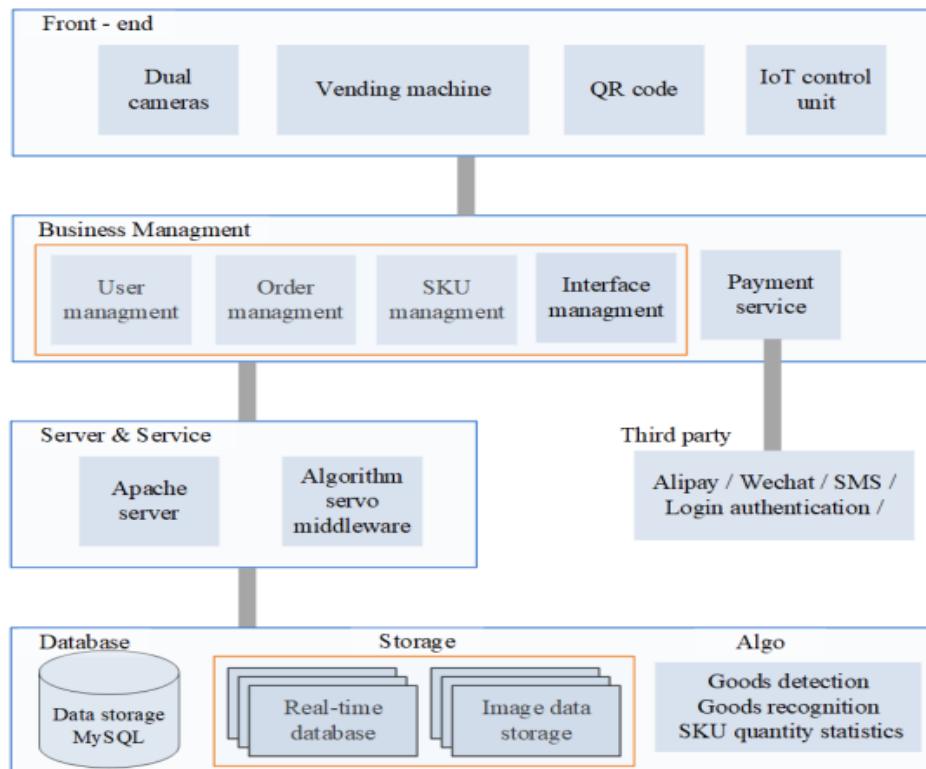 Front - end
Dual
cameras
Vending machine
QR code
IoT control
unit
Business Managment
User
managment
Order
managment
SKU
managment
Interface
managment
Payment
service
Server & Service
Apache
server
Algorithm
servo
middleware
Third party
Alipay / Wechat / SMS /
Login authentication /
Database
Data storage
MySQL
Storage
Real-time
database
Image data
storage
Algo
Goods detection
Goods recognition
SKU quantity statistics